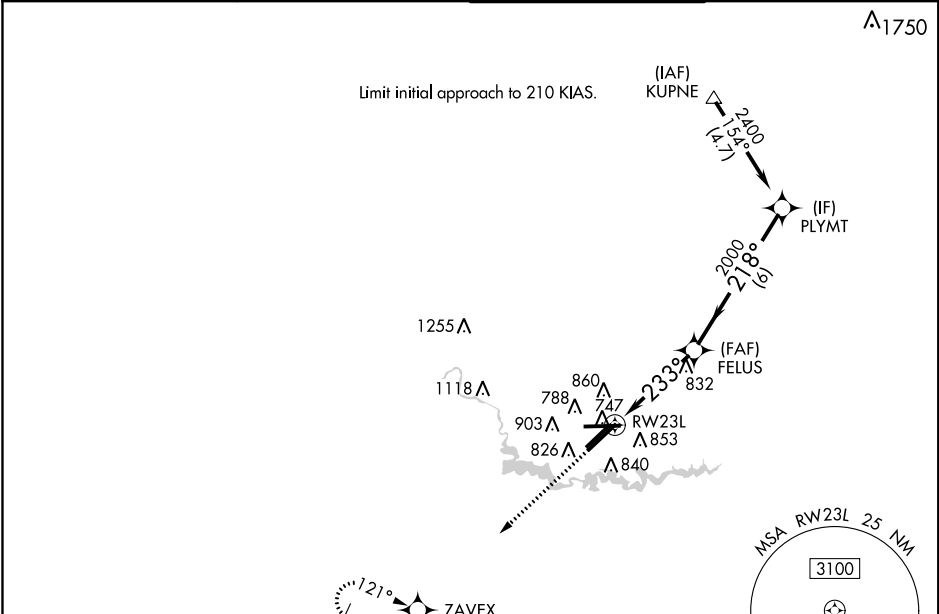 1750
(IAF)
KUPNE
Limit initial approach to 210 KIAS.
2400
154°
(4.7)
(IF)
PLYMT
2000
218°
(6)
1255
(FAF)
FELUS
832
233°
1118
860
788
747
903
RW23L
853
826
840
MSA RW23L 25 NM
3100
121°
ZAVEX